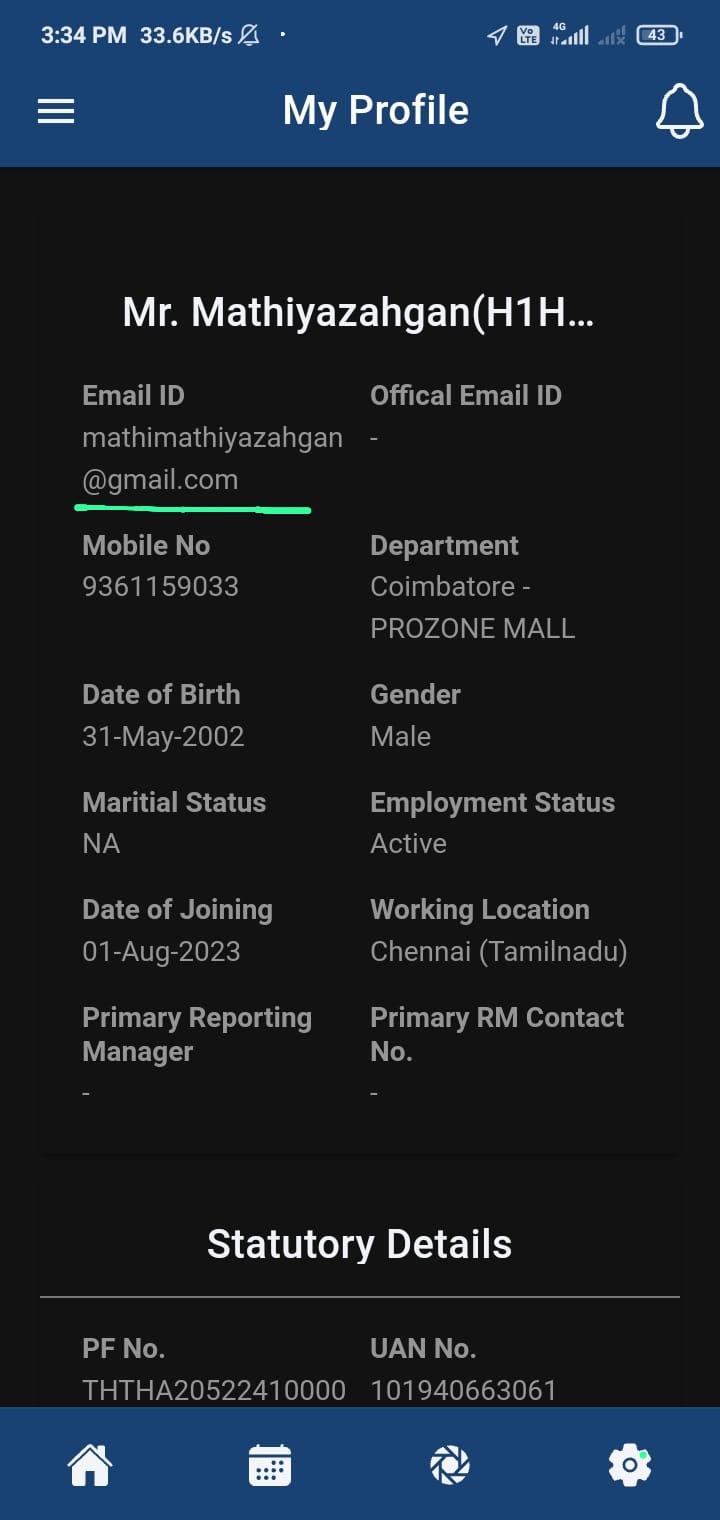 3:34 PM 33.6KB/s
Vo LTE 4G 43
My Profile
Mr. Mathiyazahgan(H1H...
Email ID
mathimathiyazahgan
@gmail.com
Offical Email ID
-
Mobile No
9361159033
Department
Coimbatore -
PROZONE MALL
Date of Birth
31-May-2002
Gender
Male
Maritial Status
NA
Employment Status
Active
Date of Joining
01-Aug-2023
Working Location
Chennai (Tamilnadu)
Primary Reporting
Manager
-
Primary RM Contact
No.
-
Statutory Details
PF No.
THTHA20522410000
UAN No.
101940663061